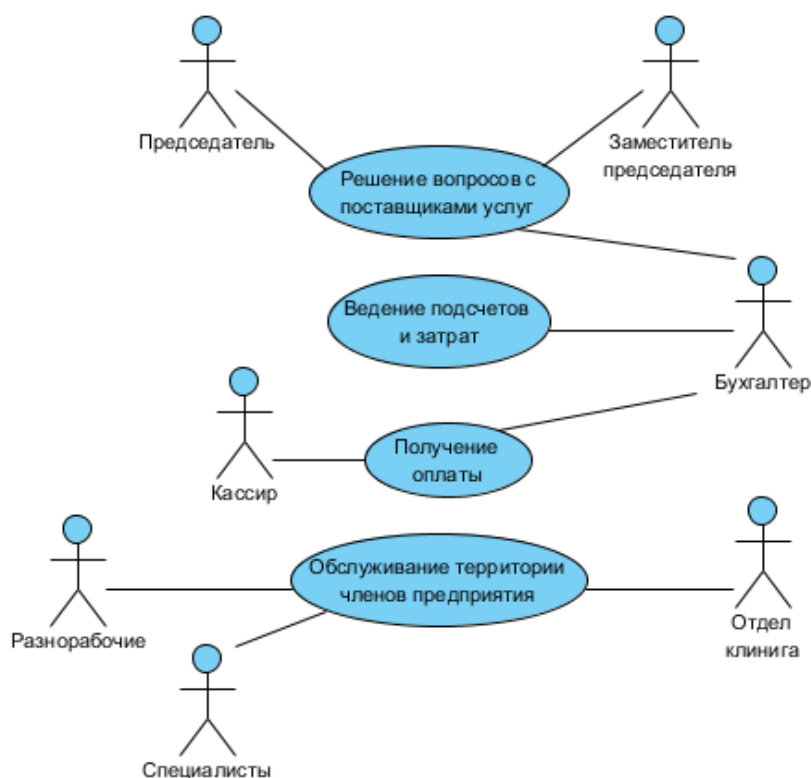 Председатель
Заместитель
председателя
Решение вопросов с
поставщиками услуг
Ведение подсчетов
и затрат
Бухгалтер
Получение
оплаты
Кассир
Обслуживание территории
членов предприятия
Разнорабочие
Отдел
клинига
Специалисты